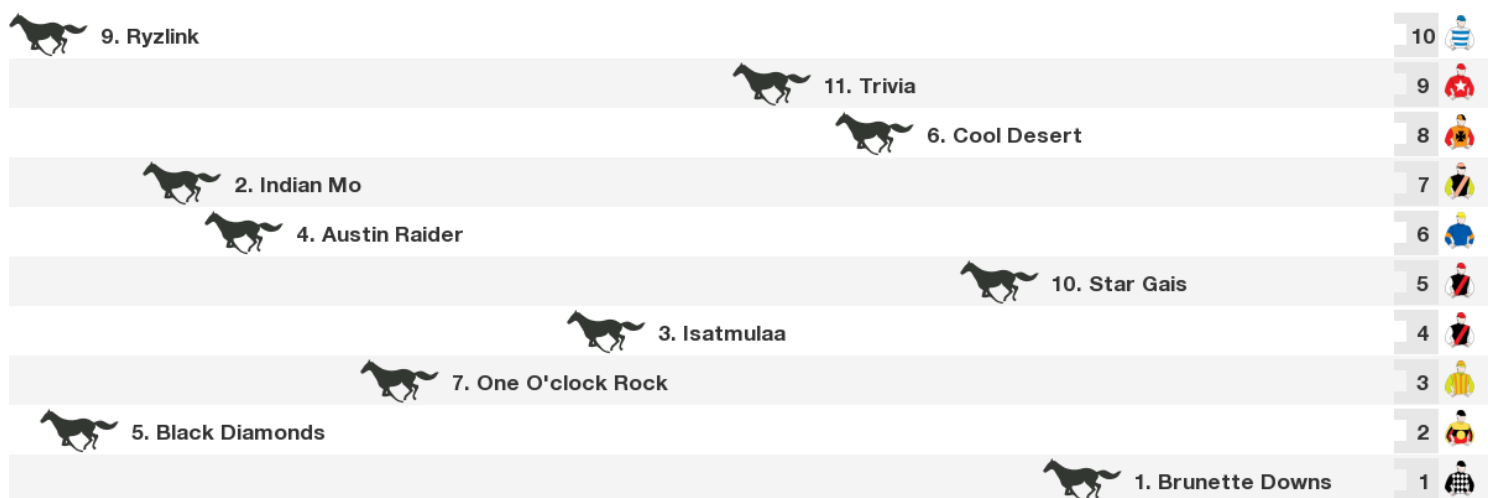 9. Ryzlink 10
11. Trivia 9
6. Cool Desert 8
2. Indian Mo 7
4. Austin Raider 6
10. Star Gais 5
3. Isatmulaa 4
7. One O'clock Rock 3
5. Black Diamonds 2
1. Brunette Downs 1